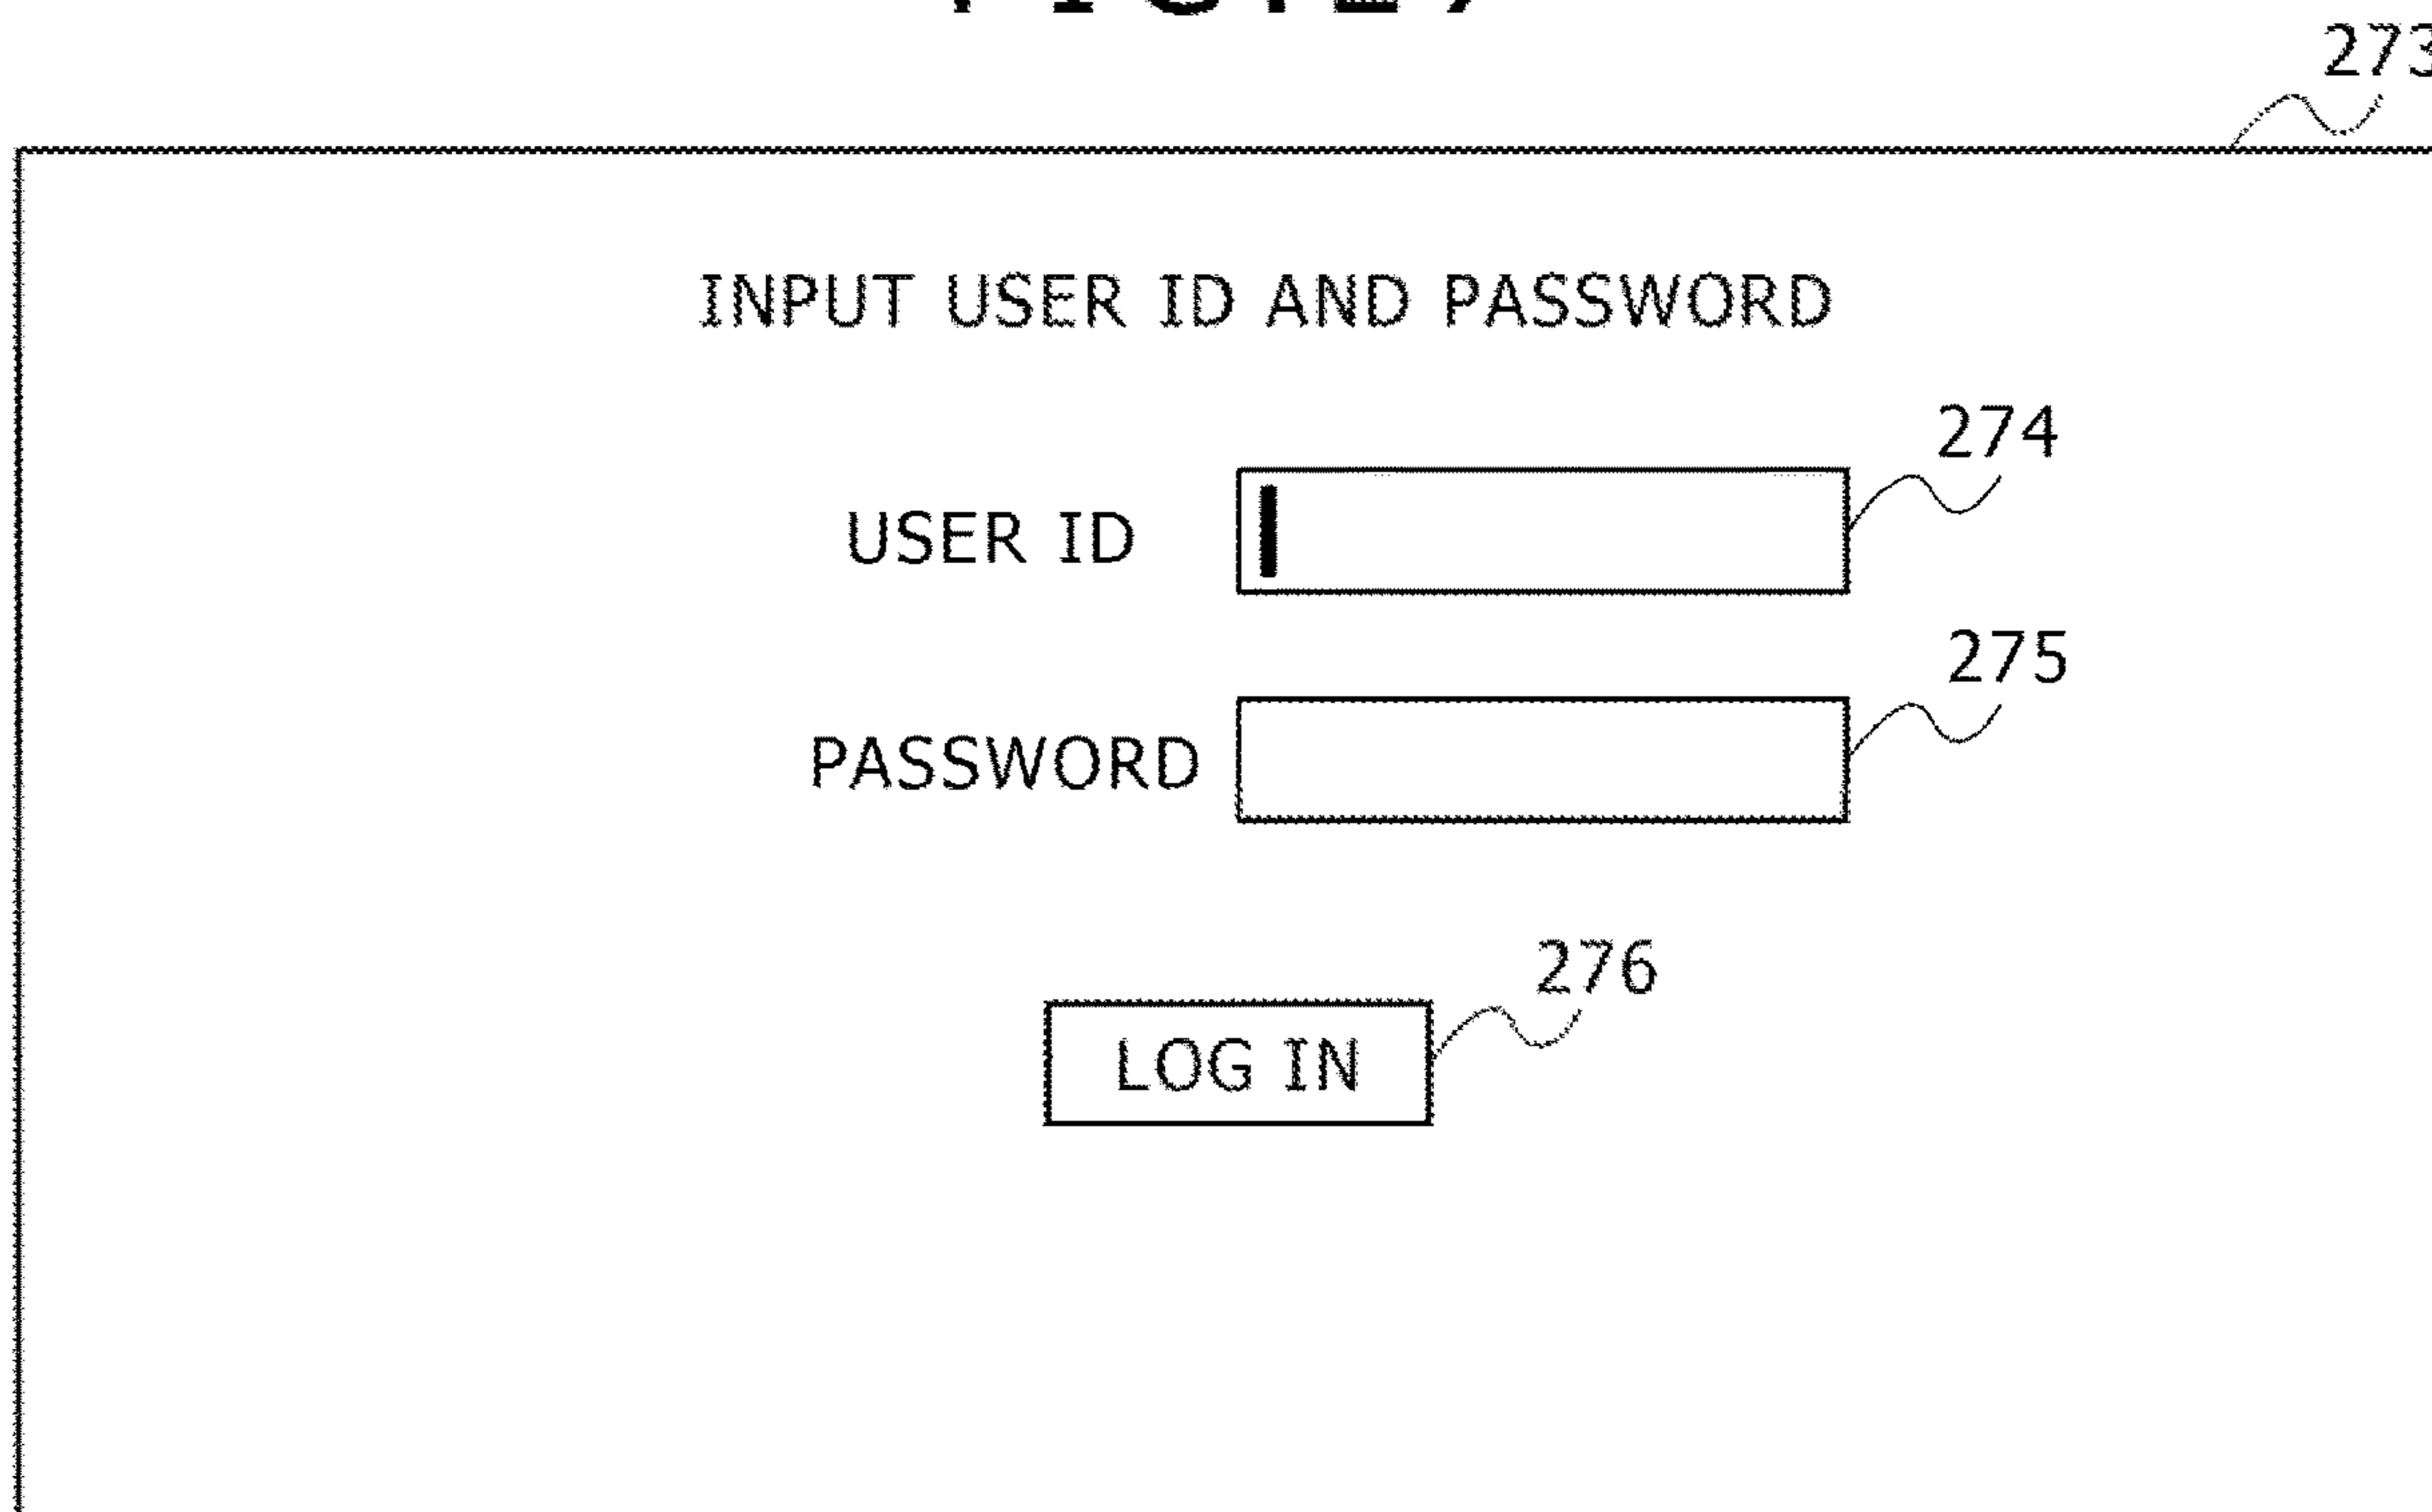 273
INPUT USER ID AND PASSWORD
274
USER ID
275
PASSWORD
276
LOG IN